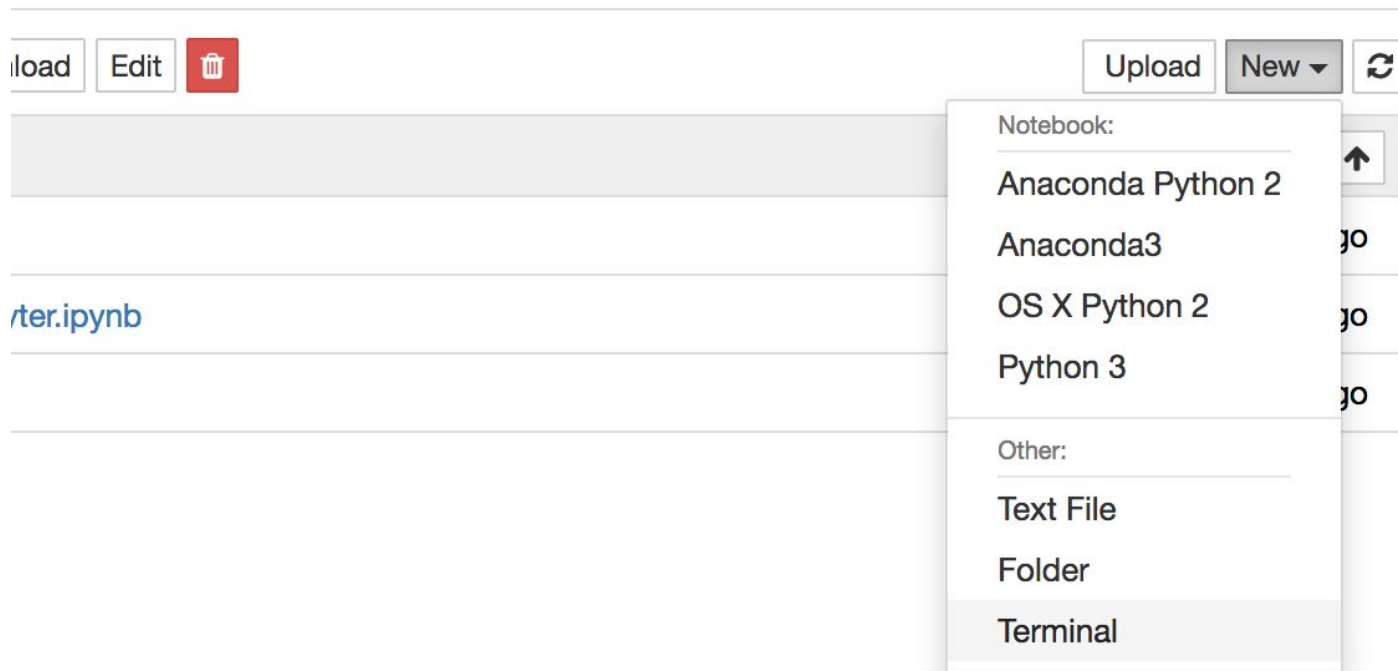 load Edit Upload New
Notebook:
Anaconda Python 2
Anaconda3
go
yter.ipynb
OS X Python 2
go
Python 3
go
Other:
Text File
Folder
Terminal